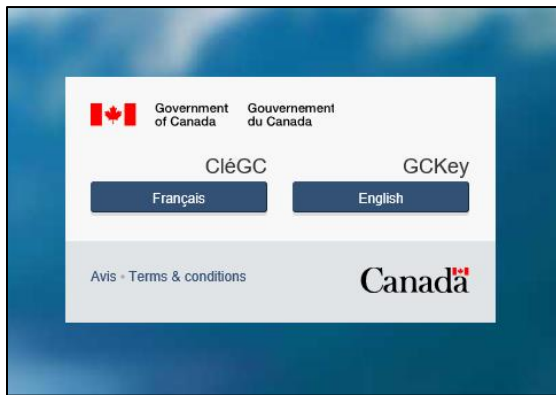 Government Gouvernement
of Canada du Canada
CléGC GCKey
Français English
Avis • Terms & conditions
Canada